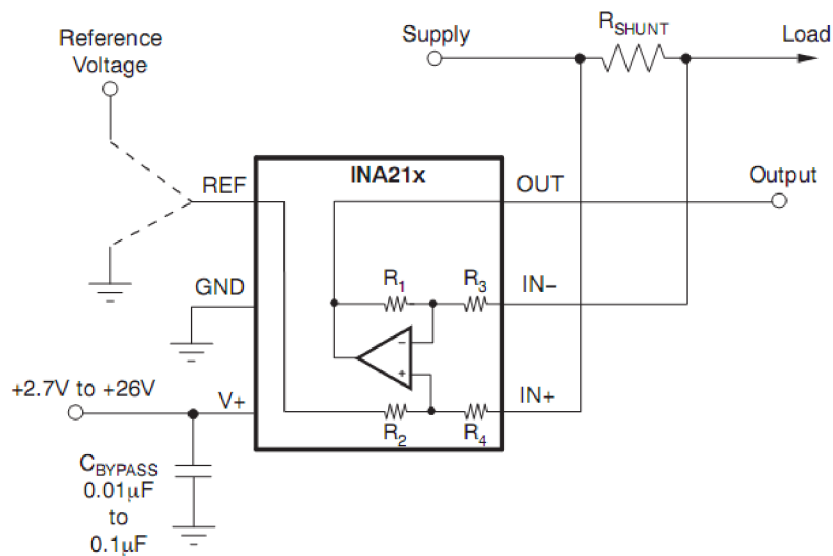 Reference
Voltage
Supply
RSHUNT
Load
INA21x
REF
OUT
Output
GND
R1
R3
IN−
−
+
+2.7V to +26V
V+
IN+
R2
R4
CBYPASS
0.01μF
to
0.1μF